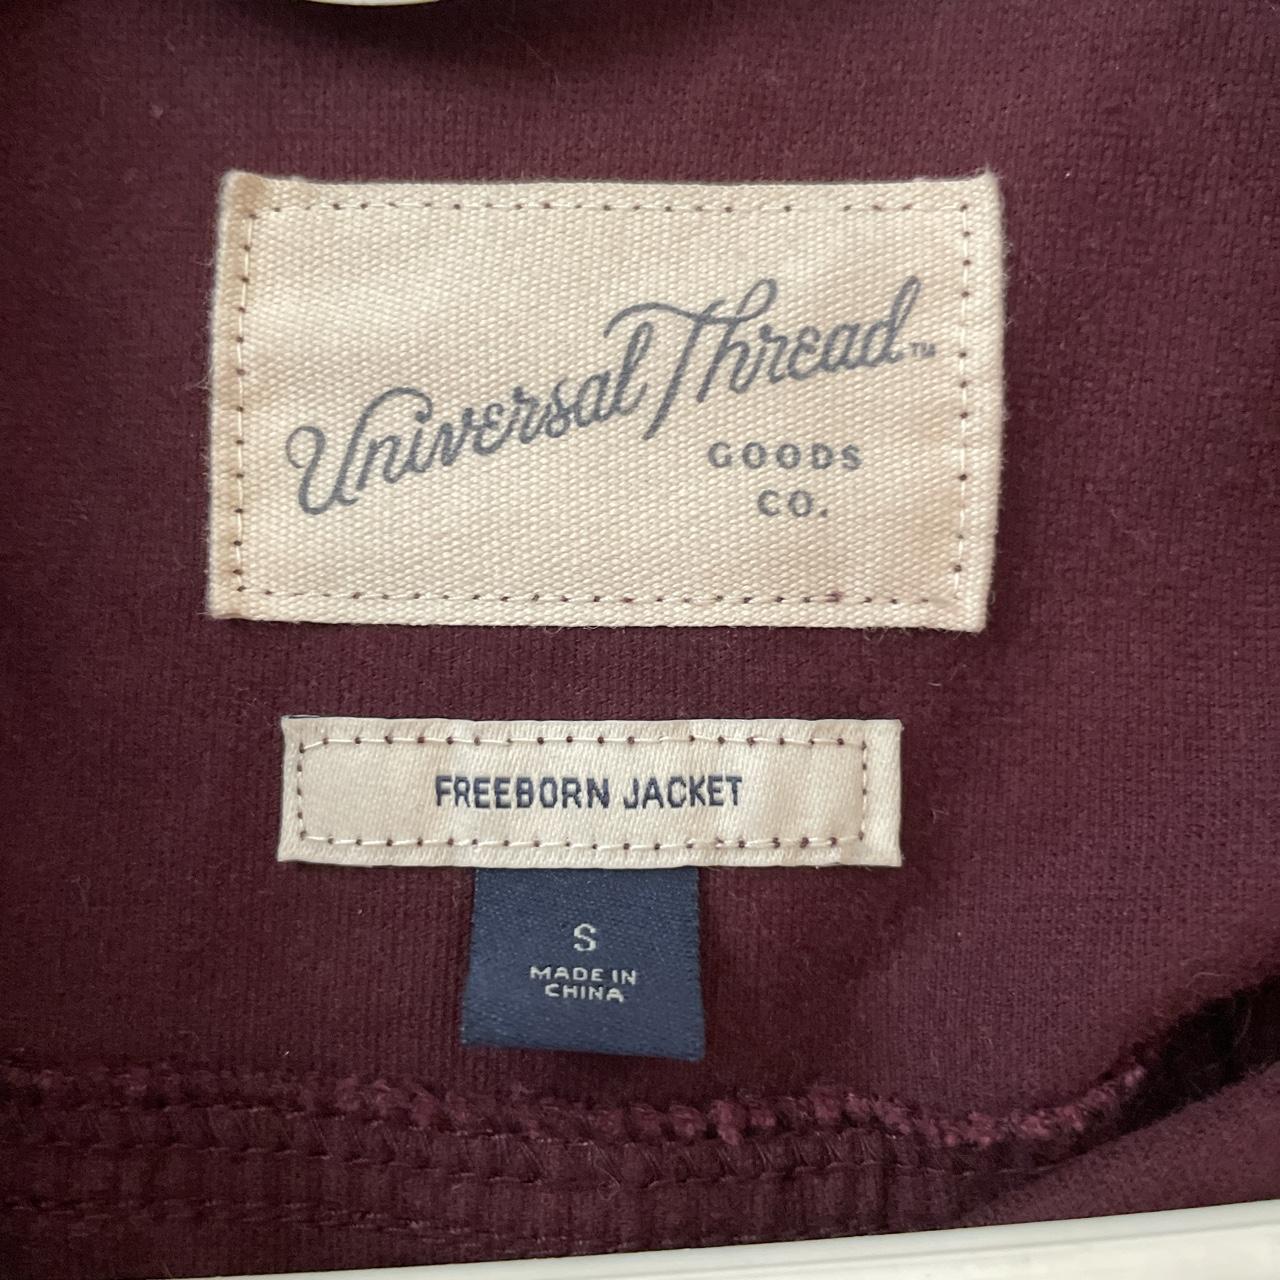 Universal Thread™
GOODS
CO.
FREEBORN JACKET
S
MADE IN
CHINA